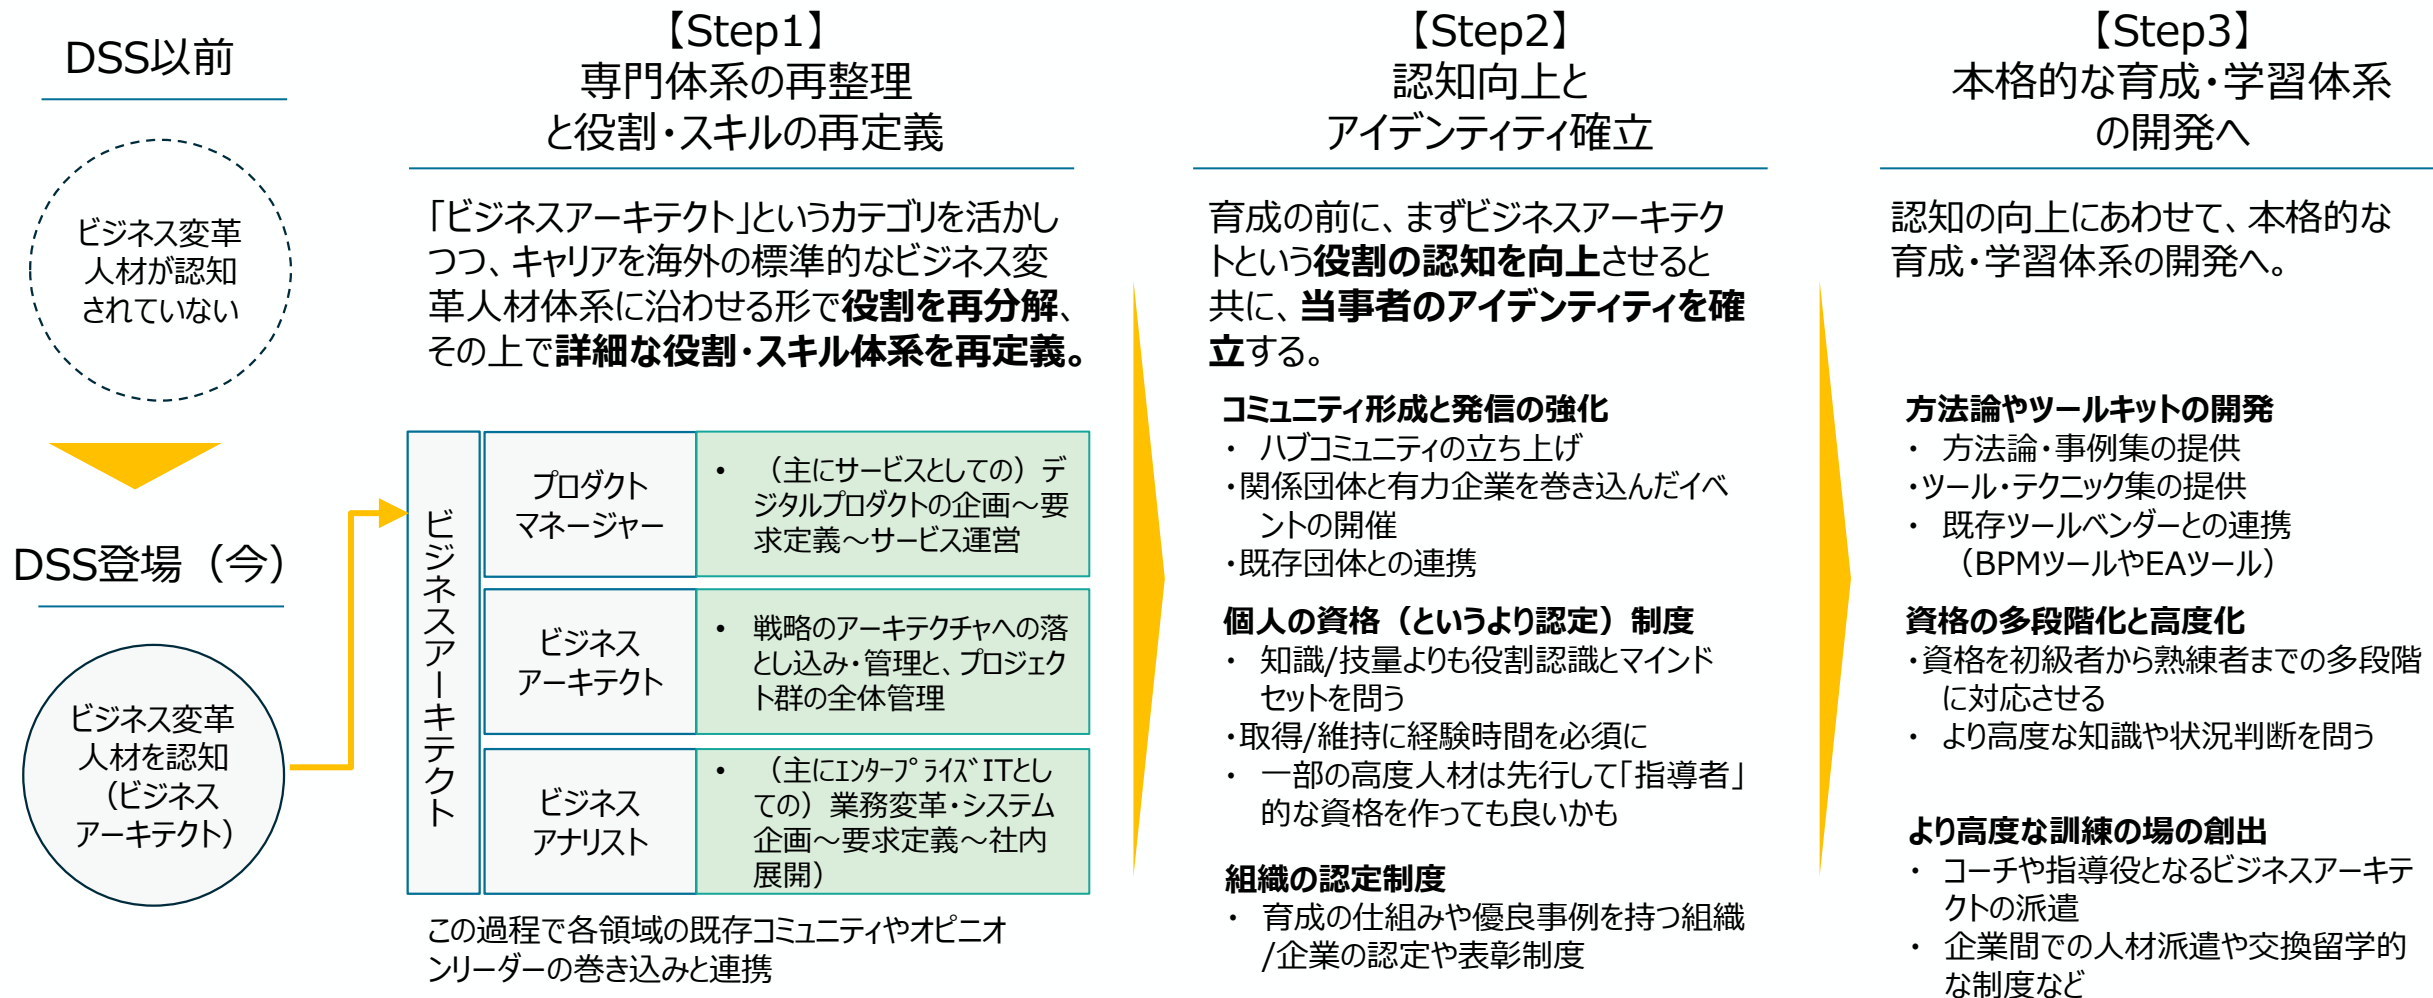 DSS以前
ビジネス変革
人材が認知
されていない
DSS登場（今）
ビジネス変革
人材を認知
（ビジネス
アーキテクト）
【Step1】
専門体系の再整理
と役割・スキルの再定義
「ビジネスアーキテクト」というカテゴリを活かし
つつ、キャリアを海外の標準的なビジネス変
革人材体系に沿わせる形で役割を再分解、
その上で詳細な役割・スキル体系を再定義。
ビジネスアーキテクト
プロダクト
マネージャー
• （主にサービスとしての）デ
ジタルプロダクトの企画～要
求定義～サービス運営
ビジネス
アーキテクト
• 戦略のアーキテクチャへの落
とし込み・管理と、プロジェク
ト群の全体管理
ビジネス
アナリスト
• （主にｴﾝﾀｰﾌﾟﾗｲｽﾞITとし
ての）業務変革・システム
企画～要求定義～社内
展開）
この過程で各領域の既存コミュニティやオピニオ
ンリーダーの巻き込みと連携
【Step2】
認知向上と
アイデンティティ確立
育成の前に、まずビジネスアーキテク
トという役割の認知を向上させると
共に、当事者のアイデンティティを確
立する。
コミュニティ形成と発信の強化
・ ハブコミュニティの立ち上げ
・関係団体と有力企業を巻き込んだイベ
ントの開催
・既存団体との連携
個人の資格（というより認定）制度
・ 知識/技量よりも役割認識とマインド
セットを問う
・取得/維持に経験時間を必須に
・ 一部の高度人材は先行して「指導者」
的な資格を作っても良いかも
組織の認定制度
・ 育成の仕組みや優良事例を持つ組織
/企業の認定や表彰制度
【Step3】
本格的な育成・学習体系
の開発へ
認知の向上にあわせて、本格的な
育成・学習体系の開発へ。
方法論やツールキットの開発
・ 方法論・事例集の提供
・ツール・テクニック集の提供
・ 既存ツールベンダーとの連携
（BPMツールやEAツール）
資格の多段階化と高度化
・資格を初級者から熟練者までの多段階
に対応させる
・ より高度な知識や状況判断を問う
より高度な訓練の場の創出
・ コーチや指導役となるビジネスアーキテ
クトの派遣
・ 企業間での人材派遣や交換留学的
な制度など